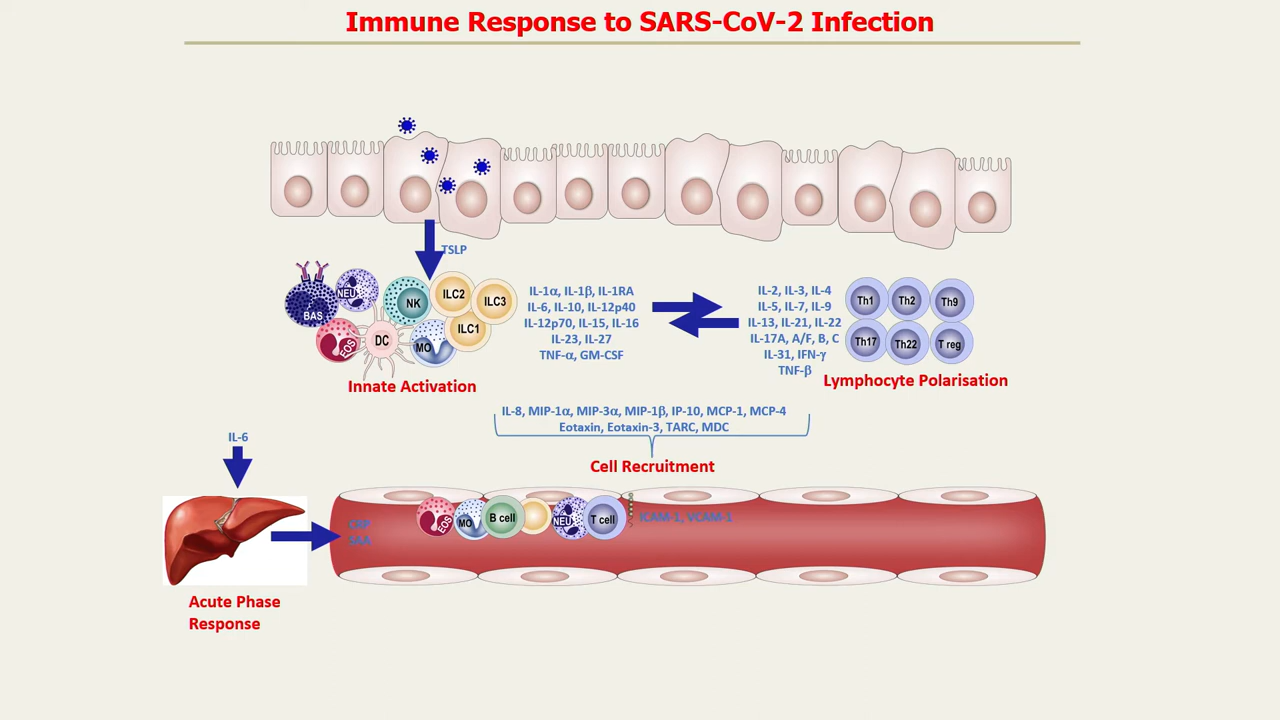 Immune Response to SARS-CoV-2 Infection
TSLP
BAS
NEU
EOS
DC
NK
MO
ILC2
ILC3
ILC1
Innate Activation
IL-1α, IL-1β, IL-1RA
IL-6, IL-10, IL-12p40
IL-12p70, IL-15, IL-16
IL-23, IL-27
TNF-α, GM-CSF
IL-2, IL-3, IL-4
IL-5, IL-7, IL-9
IL-13, IL-21, IL-22
IL-17A, A/F, B, C
IL-31, IFN-γ
TNF-β
Th1
Th2
Th9
Th17
Th22
T reg
Lymphocyte Polarisation
IL-8, MIP-1α, MIP-3α, MIP-1β, IP-10, MCP-1, MCP-4
Eotaxin, Eotaxin-3, TARC, MDC
Cell Recruitment
IL-6
CRP
SAA
EOS
MO
B cell
NEU
T cell
ICAM-1, VCAM-1
Acute Phase
Response